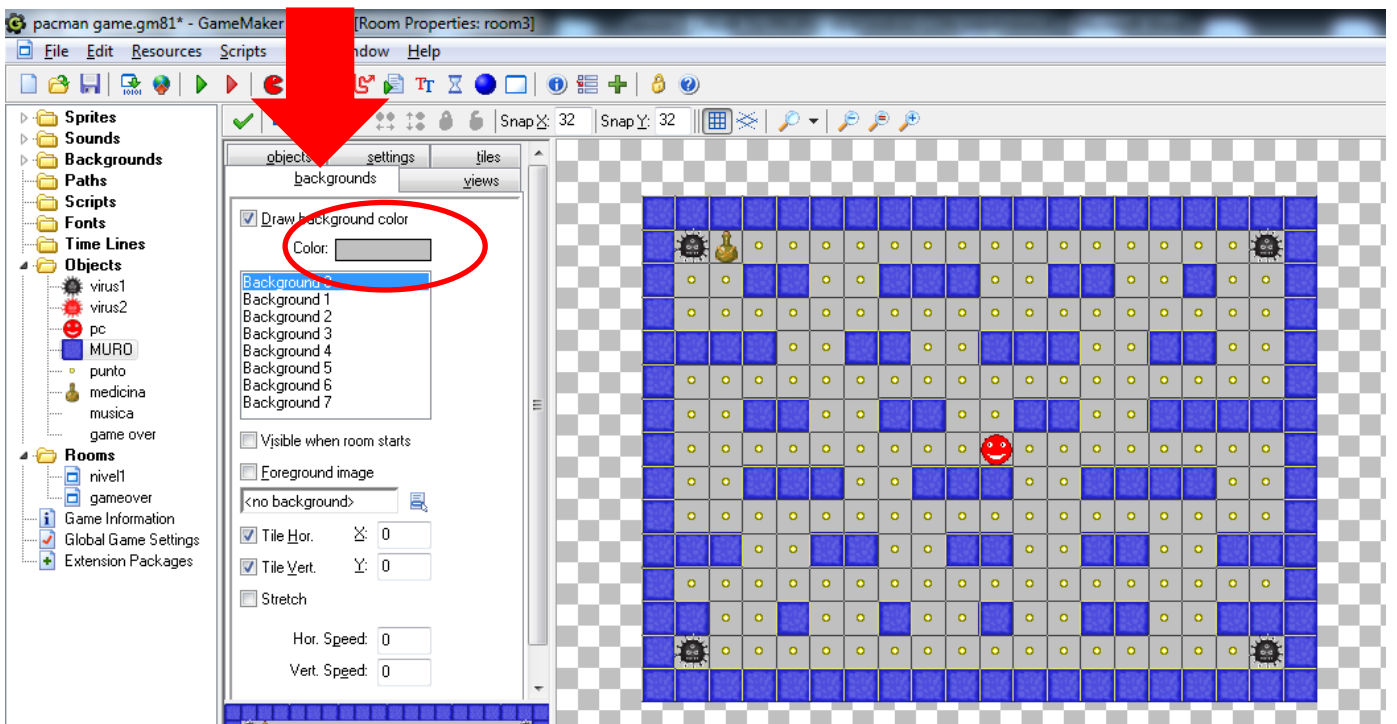 pacman game.gm81* - GameMaker [Room Properties: room3]
File Edit Resources Scripts ndow Help
Snap X: 32 Snap Y: 32
Sprites
Sounds
Backgrounds
Paths
Scripts
Fonts
Time Lines
Objects
virus1
virus2
pc
MURO
punto
medicina
musica
game over
Rooms
nivel1
gameover
Game Information
Global Game Settings
Extension Packages
objects settings tiles
backgrounds views
Draw background color
Color:
Background 0
Background 1
Background 2
Background 3
Background 4
Background 5
Background 6
Background 7
Visible when room starts
Foreground image
<no background>
Tile Hor. X: 0
Tile Vert. Y: 0
Stretch
Hor. Speed: 0
Vert. Speed: 0